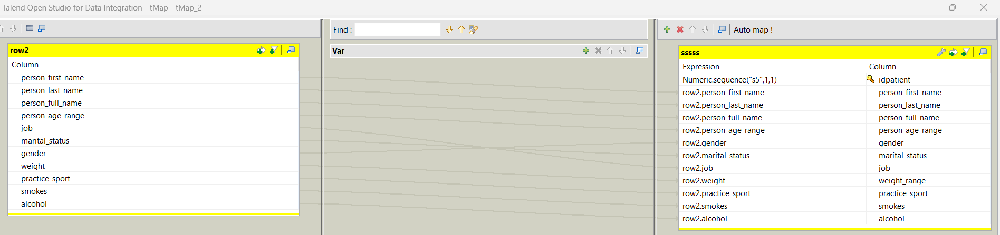 Talend Open Studio for Data Integration - tMap - tMap_2
Find :
Auto map !
row2
Column
person_first_name
person_last_name
person_full_name
person_age_range
job
marital_status
gender
weight
practice_sport
smokes
alcohol
Var
sssss
Expression Column
Numeric.sequence("s5",1,1) idpatient
row2.person_first_name person_first_name
row2.person_last_name person_last_name
row2.person_full_name person_full_name
row2.person_age_range person_age_range
row2.gender gender
row2.marital_status marital_status
row2.job job
row2.weight weight_range
row2.practice_sport practice_sport
row2.smokes smokes
row2.alcohol alcohol